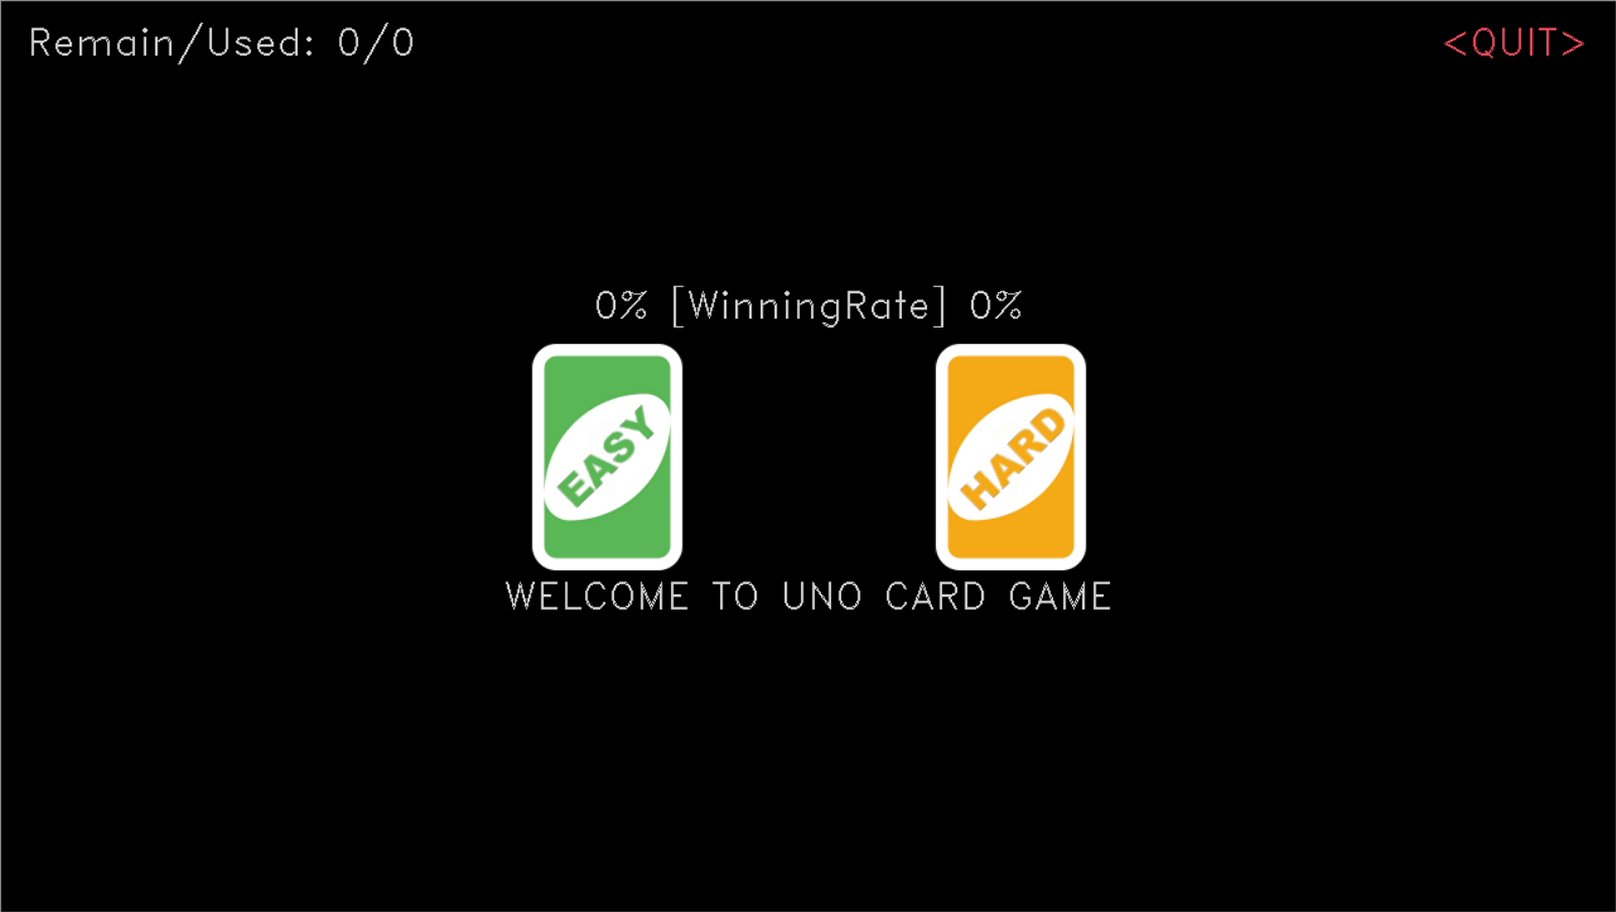 Remain/Used: 0/0
<QUIT>
0% [WinningRate] 0%
EASY
HARD
WELCOME TO UNO CARD GAME